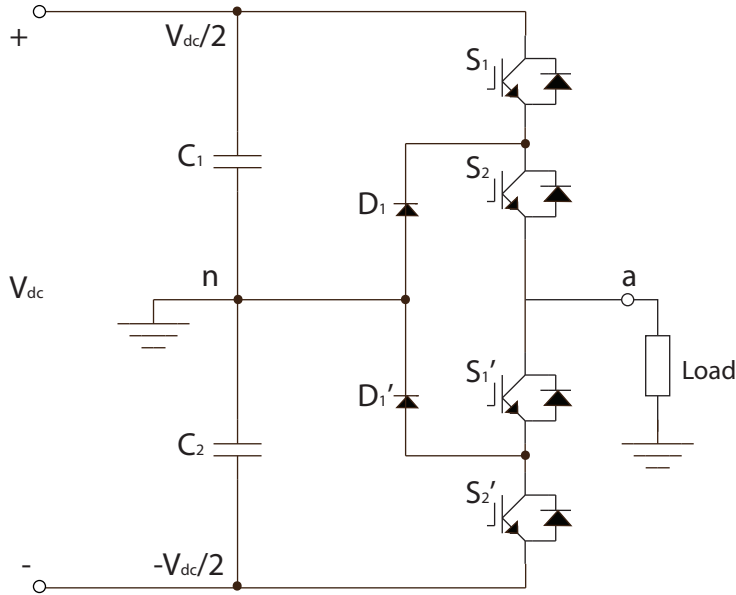 +
Vdc/2
S1
C1
S2
D1
Vdc
n
a
D1′
S1′
Load
C2
S2′
-
-Vdc/2